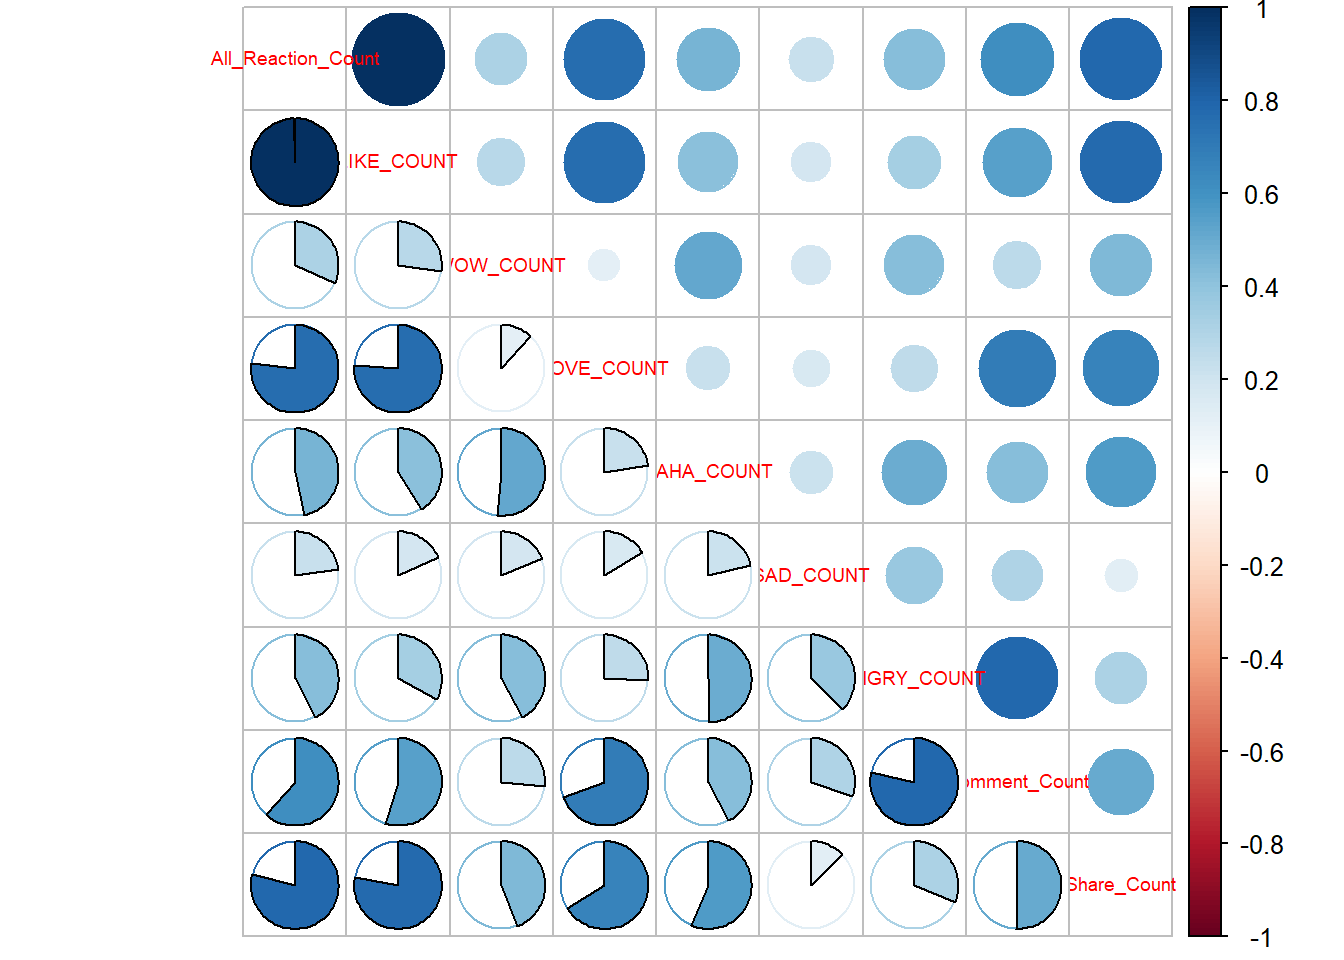 All_Reaction_Count
IKE_COUNT
WOW_COUNT
OVE_COUNT
AHA_COUNT
SAD_COUNT
IGRY_COUNT
omment_Count
Share_Count
1
0.8
0.6
0.4
0.2
0
-0.2
-0.4
-0.6
-0.8
-1